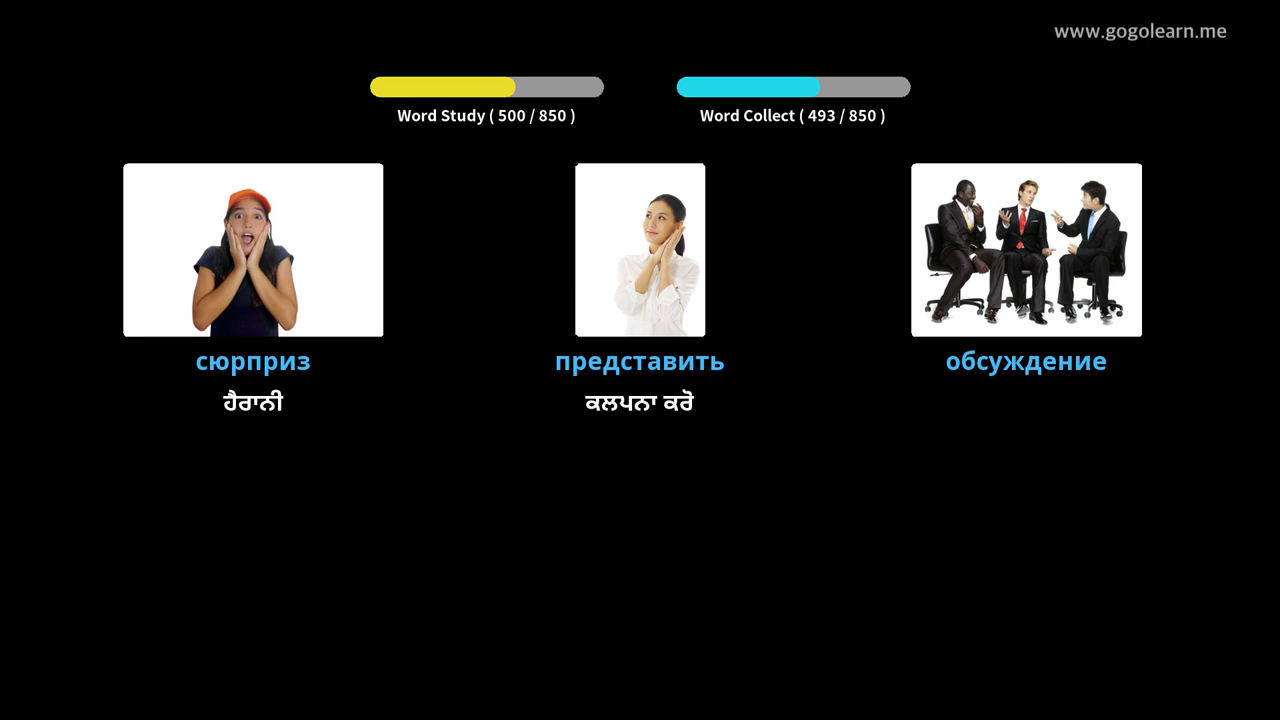 www.gogolearn.me
Word Study ( 500 / 850 )
Word Collect ( 493 / 850 )
сюрприз
представить
обсуждение
ਹੈਰਾਨੀ
ਕਲਪਨਾ ਕਰੋ